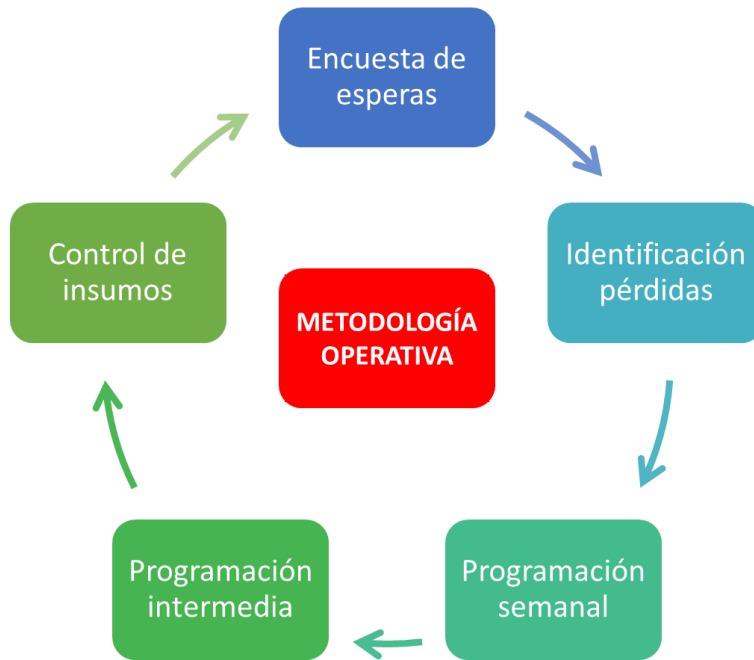 Encuesta de
esperas
Identificación
pérdidas
Programación
semanal
Programación
intermedia
Control de
insumos
METODOLOGÍA
OPERATIVA